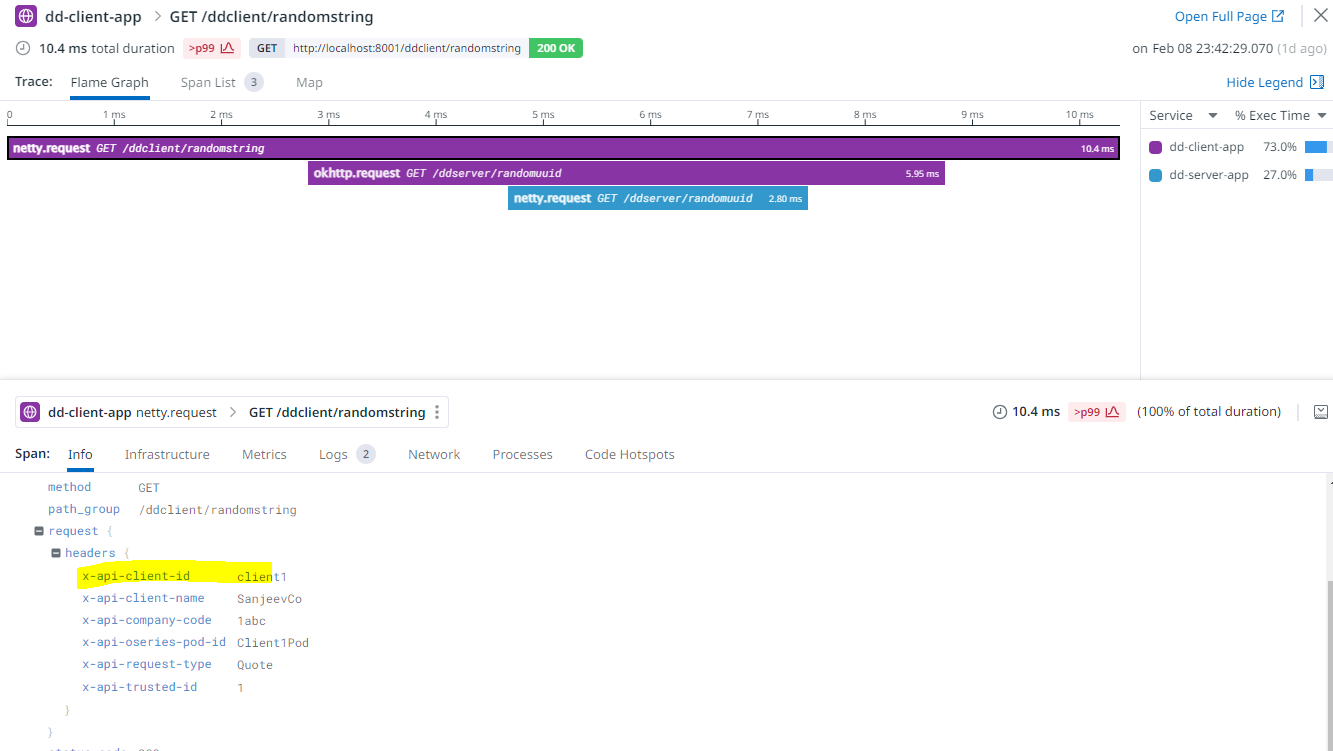 dd-client-app > GET /ddclient/randomstring Open Full Page
10.4 ms total duration >p99 GET http://localhost:8001/ddclient/randomstring 200 OK on Feb 08 23:42:29.070 (1d ago)
Trace: Flame Graph Span List 3 Map Hide Legend
0 1 ms 2 ms 3 ms 4 ms 5 ms 6 ms 7 ms 8 ms 9 ms 10 ms
Service % Exec Time
netty.request GET /ddclient/randomstring 10.4 ms
dd-client-app 73.0%
okhttp.request GET /ddserver/randomuuid 5.95 ms
dd-server-app 27.0%
netty.request GET /ddserver/randomuuid 2.80 ms
dd-client-app netty.request > GET /ddclient/randomstring 10.4 ms >p99 (100% of total duration)
Span: Info Infrastructure Metrics Logs 2 Network Processes Code Hotspots
method GET
path_group /ddclient/randomstring
request {
headers {
x-api-client-id client1
x-api-client-name SanjeevCo
x-api-company-code 1abc
x-api-oseries-pod-id Client1Pod
x-api-request-type Quote
x-api-trusted-id 1
}
}